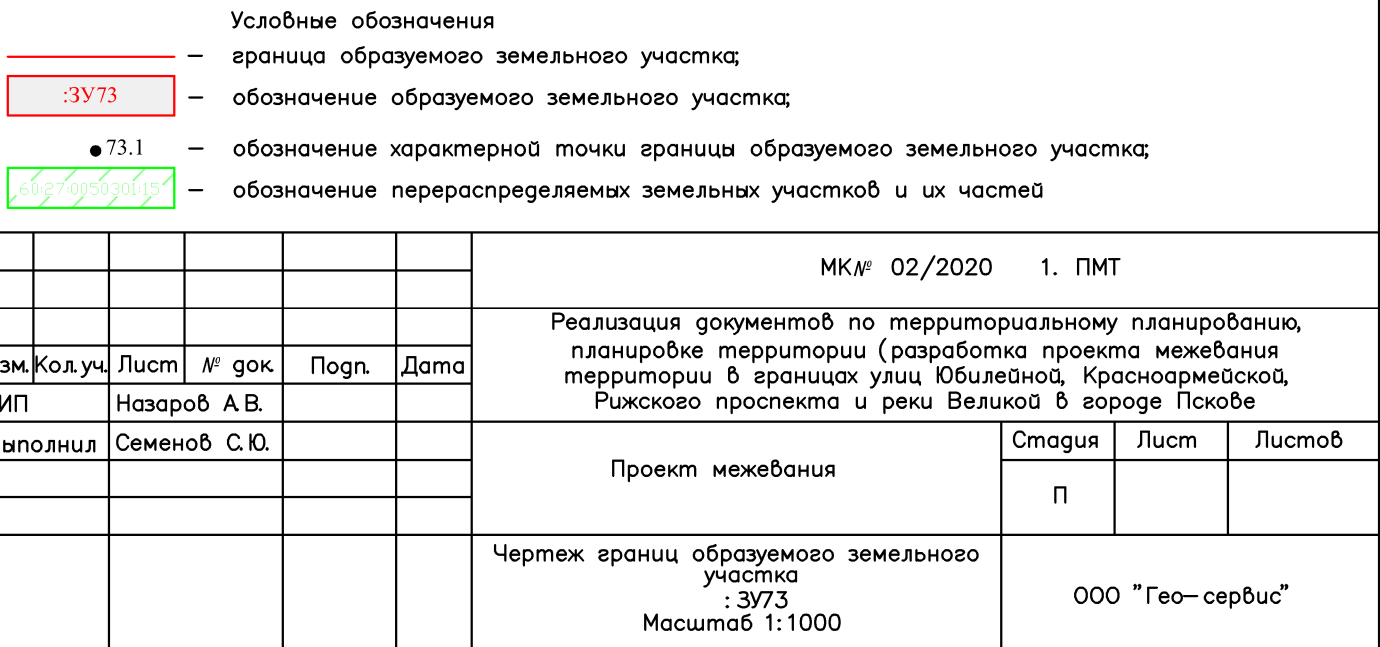 Условные обозначения
– граница образуемого земельного участка;
:ЗУ73 – обозначение образуемого земельного участка;
73.1 – обозначение характерной точки границы образуемого земельного участка;
60:27:0050301:15 – обозначение перераспределяемых земельных участков и их частей
МК№ 02/2020 1. ПМТ
Реализация документов по территориальному планированию,
планировке территории (разработка проекта межевания
территории в границах улиц Юбилейной, Красноармейской,
Рижского проспекта и реки Великой в городе Пскове
зм. Кол.уч. Лист № док. Подп. Дата
ИП Назаров А.В.
ыполнил Семенов С.Ю.
Проект межевания
Стадия Лист Листов
П
Чертеж границ образуемого земельного
участка
:ЗУ73
Масштаб 1:1000
ООО "Гео-сервис"